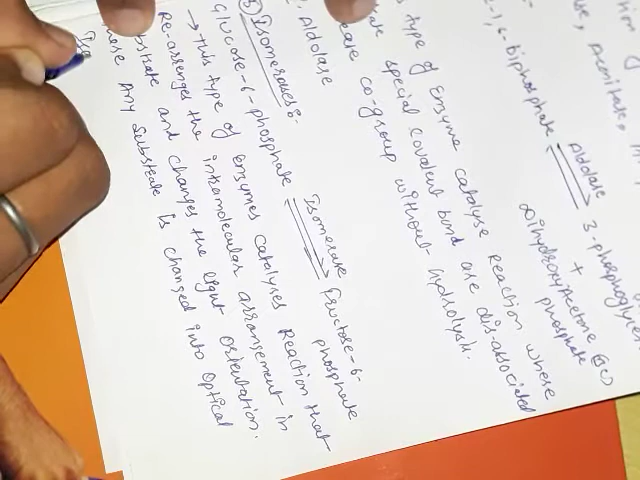 -1,6-biphosphate Aldolase 3-phosphoglycer
+
Dihydroxyacetone
phosphate
type of Enzyme catalyse Reaction where
special covalent bond are dis-associated
co-group without hydrolysis.
Aldolase
⑤ Isomerases:-
Glucose-6-phosphate Isomerase Fructose-6-
phosphate
→ this type of enzymes catalyses Reaction that
Re-arrenges the intramolecular arrangement in
and changes the light orientation.
Any Substrate is changed into optical
Iso